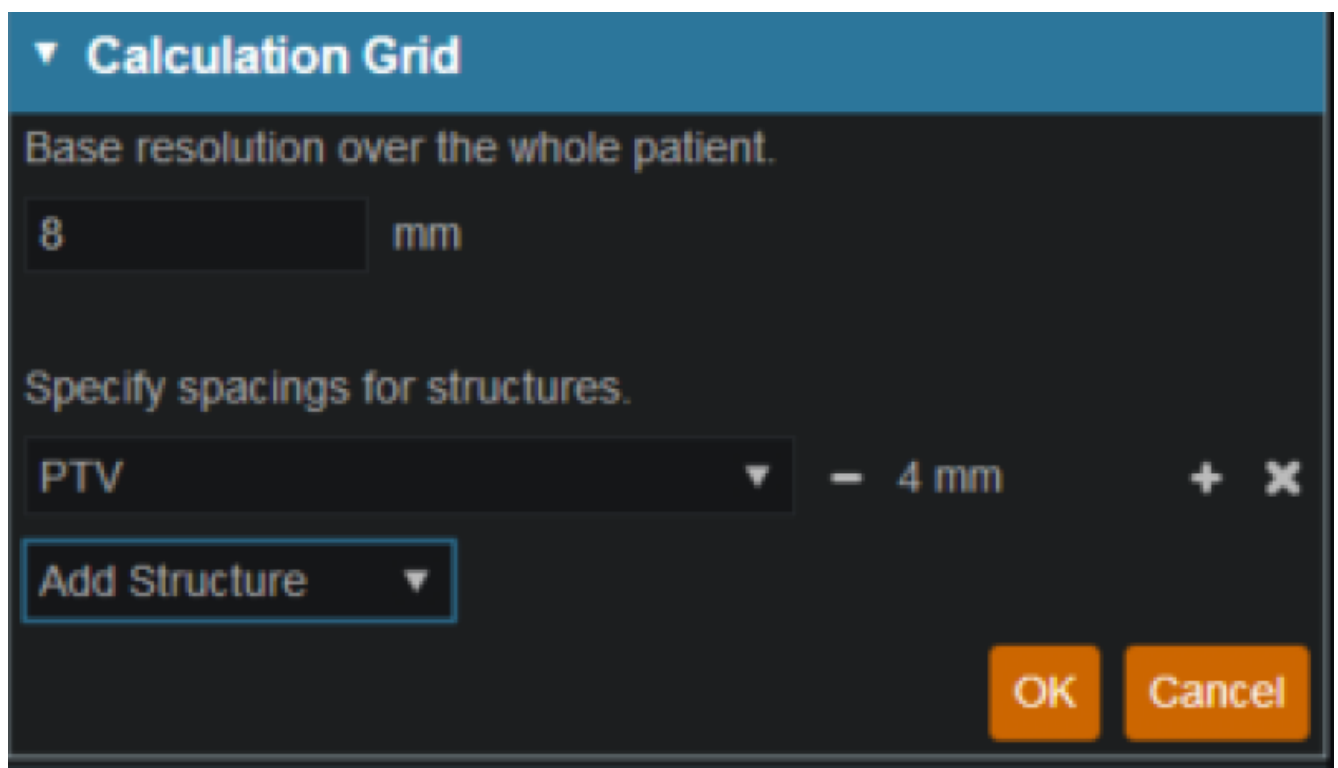 Calculation Grid
Base resolution over the whole patient.
8 mm
Specify spacings for structures.
PTV 4 mm
Add Structure
OK Cancel